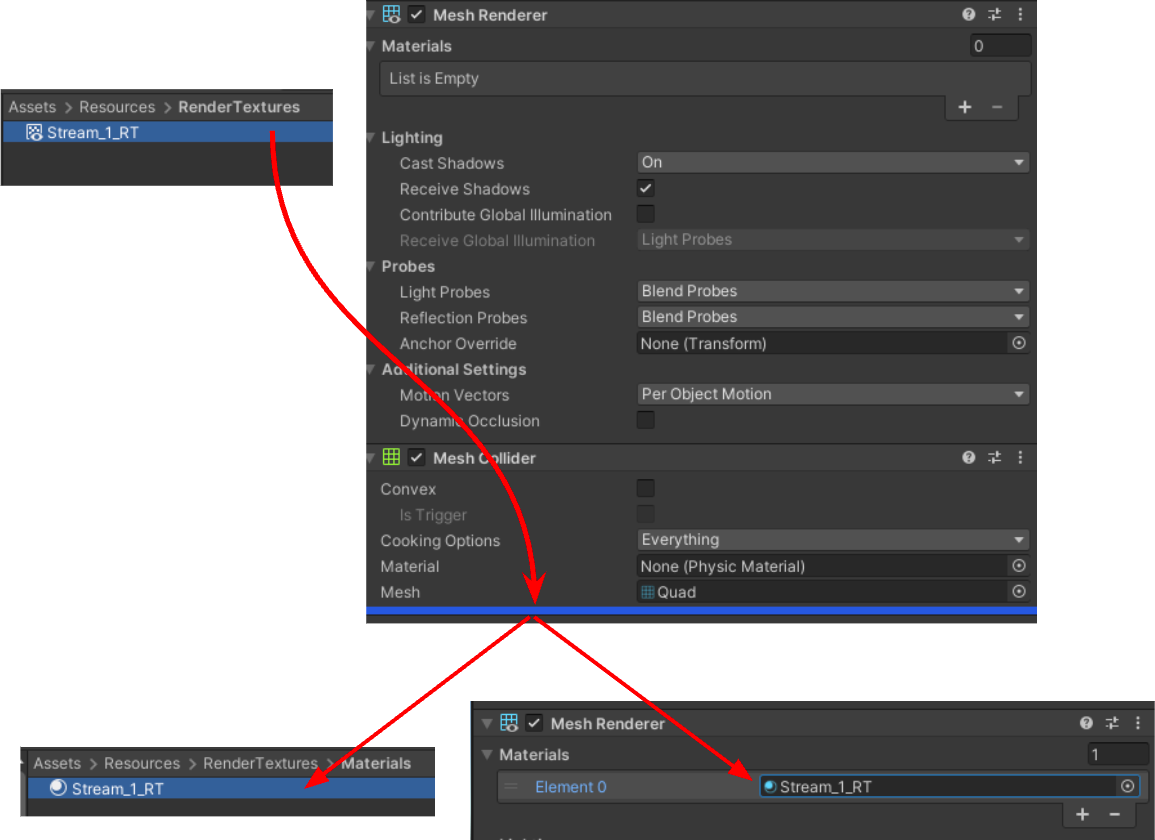 Assets > Resources > RenderTextures
Stream_1_RT
Mesh Renderer
Materials 0
List is Empty
+ −
Lighting
Cast Shadows On
Receive Shadows
Contribute Global Illumination
Receive Global Illumination Light Probes
Probes
Light Probes Blend Probes
Reflection Probes Blend Probes
Anchor Override None (Transform)
Additional Settings
Motion Vectors Per Object Motion
Dynamic Occlusion
Mesh Collider
Convex
Is Trigger
Cooking Options Everything
Material None (Physic Material)
Mesh Quad
Assets > Resources > RenderTextures > Materials
Stream_1_RT
Mesh Renderer
Materials 1
Element 0 Stream_1_RT
+ −